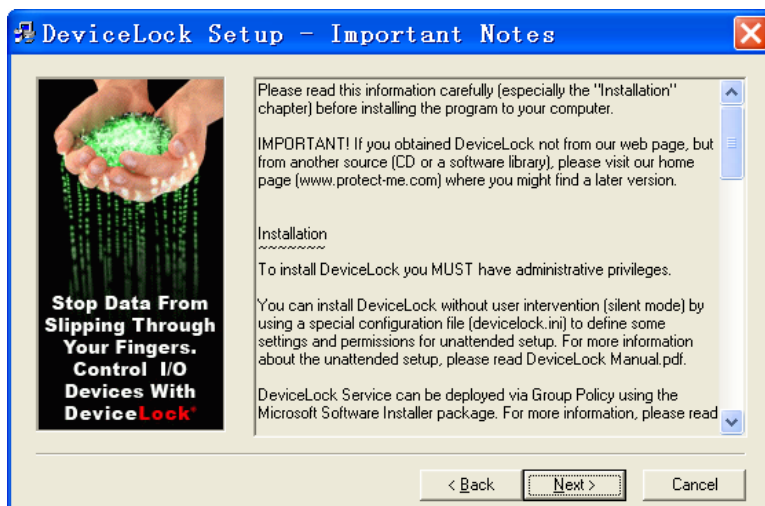 DeviceLock Setup - Important Notes
Please read this information carefully (especially the "Installation"
chapter) before installing the program to your computer.
IMPORTANT! If you obtained DeviceLock not from our web page, but
from another source (CD or a software library), please visit our home
page (www.protect-me.com) where you might find a later version.
Installation
~~~~~~~
To install DeviceLock you MUST have administrative privileges.
You can install DeviceLock without user intervention (silent mode) by
using a special configuration file (devicelock.ini) to define some
settings and permissions for unattended setup. For more information
about the unattended setup, please read DeviceLock Manual.pdf.
DeviceLock Service can be deployed via Group Policy using the
Microsoft Software Installer package. For more information, please read
Stop Data From
Slipping Through
Your Fingers.
Control I/O
Devices With
DeviceLock®
< Back
Next >
Cancel